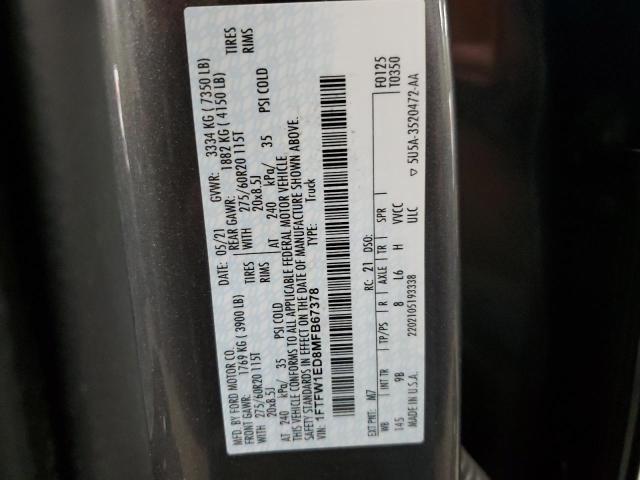 MFD. BY FORD MOTOR CO.
DATE: 05/21 GVWR: 3334 KG ( 7350 LB)
FRONT GAWR: 1769 KG ( 3900 LB) REAR GAWR: 1882 KG ( 4150 LB)
WITH 275/60R20 115T TIRES WITH 275/60R20 115T TIRES
20x8.5J RIMS 20x8.5J RIMS
AT 240 kPa/ 35 PSI COLD AT 240 kPa/ 35 PSI COLD
THIS VEHICLE CONFORMS TO ALL APPLICABLE FEDERAL MOTOR VEHICLE
SAFETY STANDARDS IN EFFECT ON THE DATE OF MANUFACTURE SHOWN ABOVE.
VIN: 1FTFW1ED8MFB67378 TYPE: Truck
F0125
T0350
EXT PNT: M7 RC: 21 DSO:
WB INT TR TP/PS R AXLE TR SPR
145 9B 8 L6 H VVCC
2202105193338 ULC
MADE IN U.S.A. ▽ 5U5A-3520472-AA